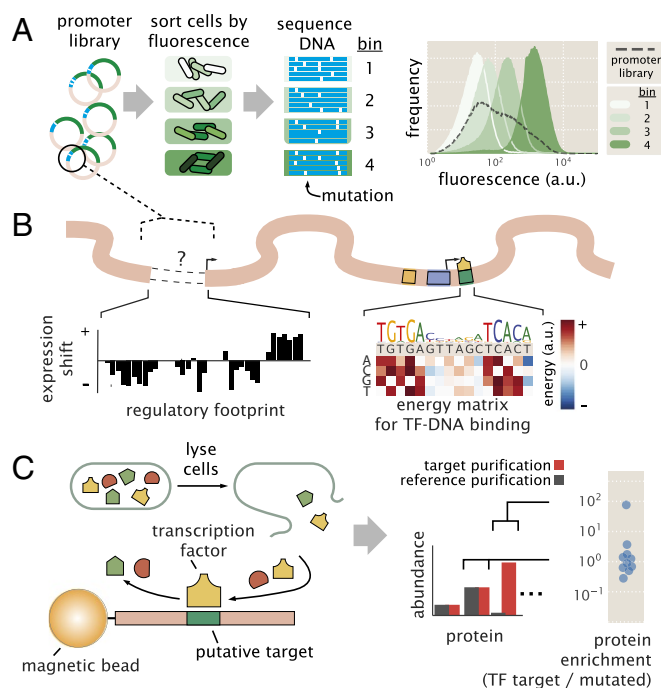 A
promoter
library
sort cells by
fluorescence
sequence
DNA
bin
1
2
3
4
mutation
frequency
10⁰
10²
10⁴
fluorescence (a.u.)
promoter
library
bin
1
2
3
4
B
?
expression
shift
+
-
regulatory footprint
TGTGA
TCACA
TGTGAGTTAGCTCACT
A
C
G
T
energy matrix
for TF-DNA binding
energy (a.u.)
+
0
−
C
lyse
cells
transcription
factor
magnetic bead
putative target
target purification
reference purification
abundance
protein
10²
10¹
10⁰
10⁻¹
protein
enrichment
(TF target / mutated)